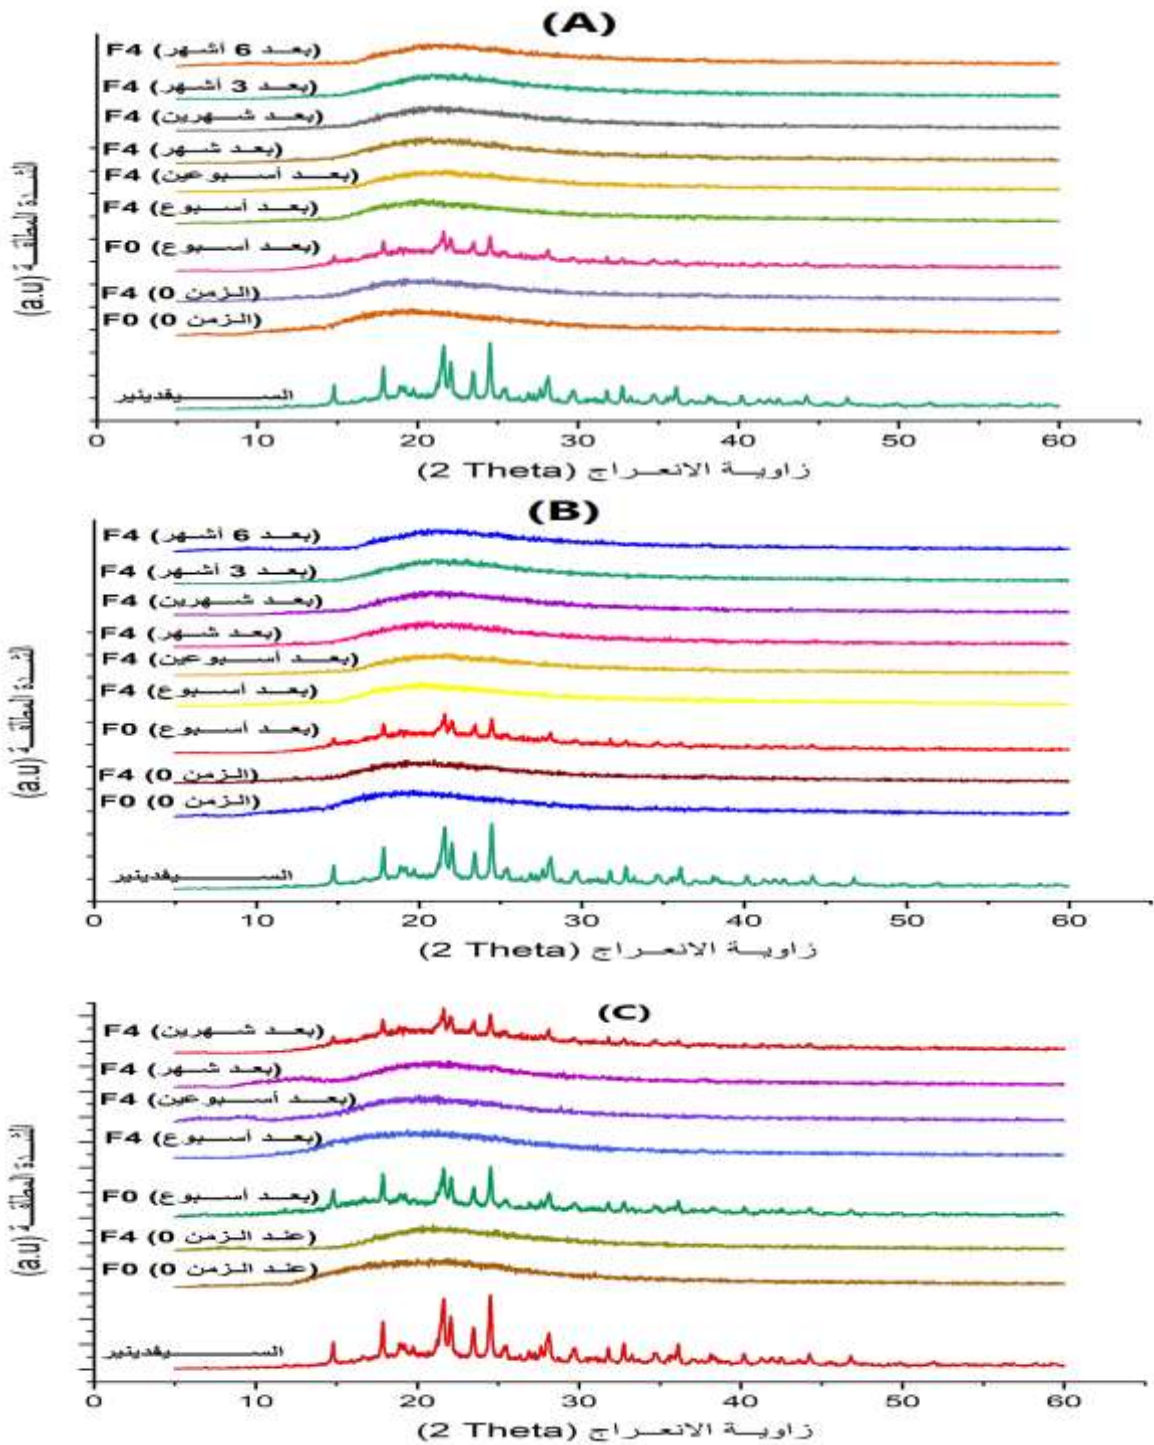 (A)
F4 (بعد 6 أشهر)
F4 (بعد 3 أشهر)
F4 (بعد شهرين)
F4 (بعد شهر)
F4 (بعد أسبوعين)
F4 (بعد أسبوع)
F0 (بعد أسبوع)
F4 (0 الزمن)
F0 (0 الزمن)
السيفدينير
الشدة المطلقة (a.u)
0 10 20 30 40 50 60
زاوية الانعراج (2 Theta)
(B)
F4 (بعد 6 أشهر)
F4 (بعد 3 أشهر)
F4 (بعد شهرين)
F4 (بعد شهر)
F4 (بعد أسبوعين)
F4 (بعد أسبوع)
F0 (بعد أسبوع)
F4 (0 الزمن)
F0 (0 الزمن)
السيفدينير
الشدة المطلقة (a.u)
0 10 20 30 40 50 60
زاوية الانعراج (2 Theta)
(C)
F4 (بعد شهرين)
F4 (بعد شهر)
F4 (بعد أسبوعين)
F4 (بعد أسبوع)
F0 (بعد أسبوع)
F4 (0 عند الزمن)
F0 (0 عند الزمن)
السيفدينير
الشدة المطلقة (a.u)
0 10 20 30 40 50 60
زاوية الانعراج (2 Theta)